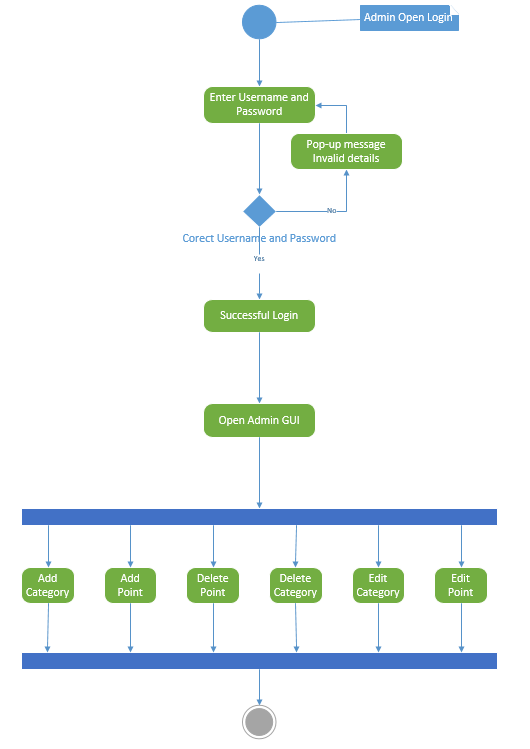 Admin Open Login
Enter Username and
Password
Pop-up message
Invalid details
No
Corect Username and Password
Yes
Successful Login
Open Admin GUI
Add
Category
Add
Point
Delete
Point
Delete
Category
Edit
Category
Edit
Point